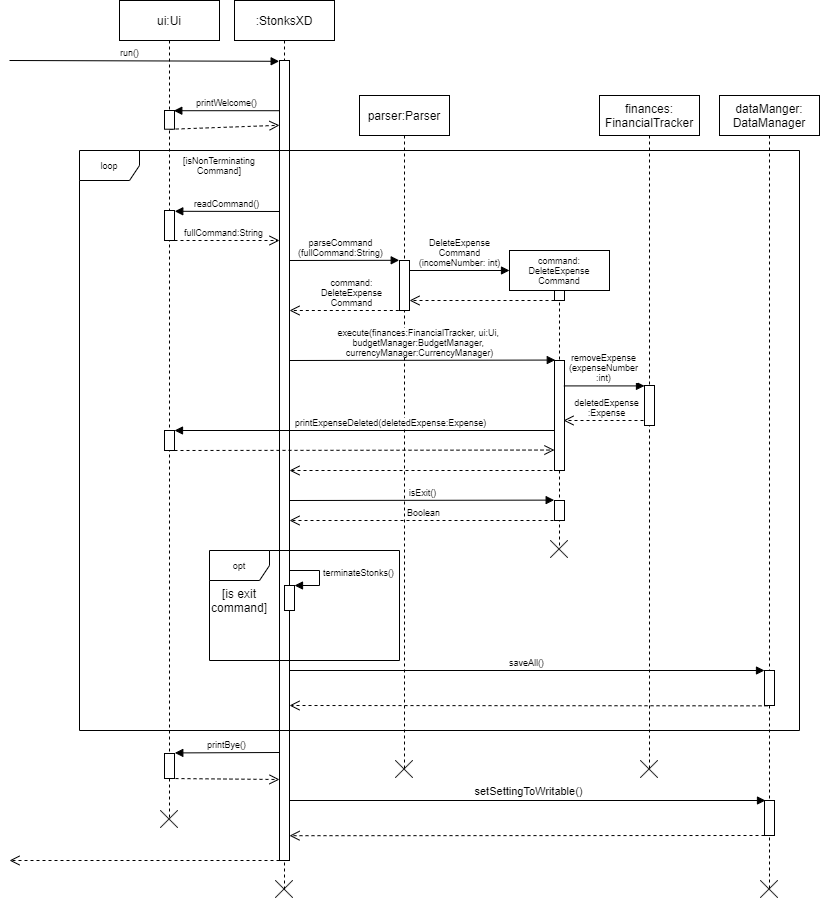 ui:Ui
:StonksXD
run()
printWelcome()
parser:Parser
finances:
FinancialTracker
dataManger:
DataManager
loop
[isNonTerminating
Command]
readCommand()
fullCommand:String
parseCommand
(fullCommand:String)
DeleteExpense
Command
(incomeNumber: int)
command:
DeleteExpense
Command
command:
DeleteExpense
Command
execute(finances:FinancialTracker, ui:Ui,
budgetManager:BudgetManager,
currencyManager:CurrencyManager)
removeExpense
(expenseNumber
:int)
deletedExpense
:Expense
printExpenseDeleted(deletedExpense:Expense)
isExit()
Boolean
opt
terminateStonks()
[is exit
command]
saveAll()
printBye()
setSettingToWritable()